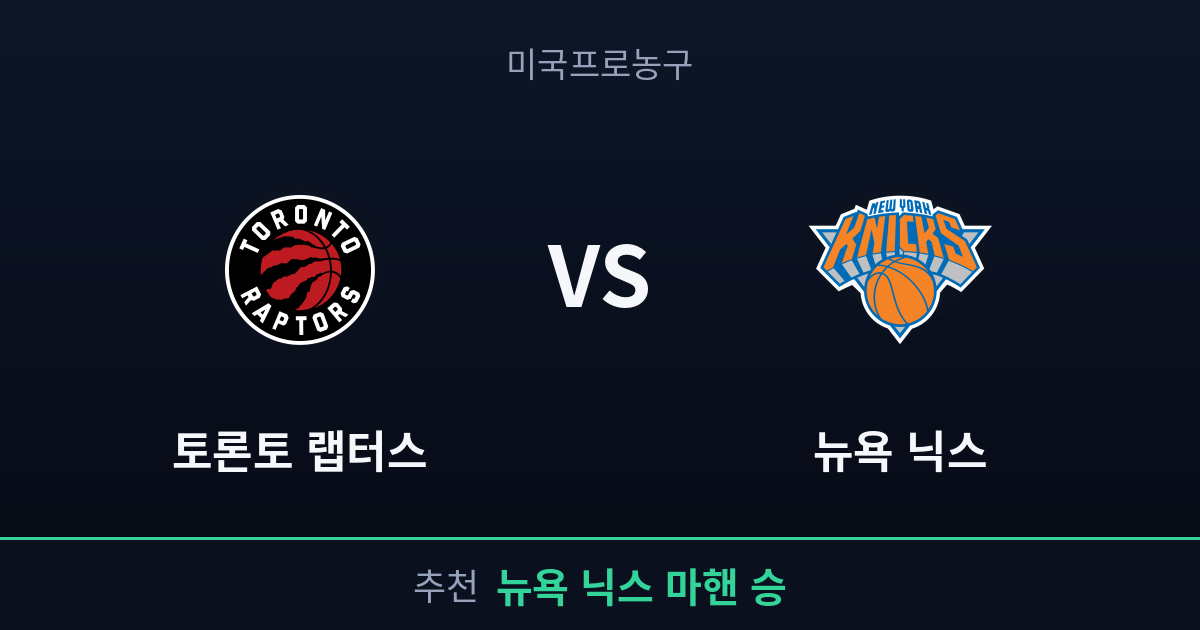 미국프로농구
TORONTO
RAPTORS
VS
NEW YORK
KNICKS
토론토 랩터스
뉴욕 닉스
추천 뉴욕 닉스 마핸 승